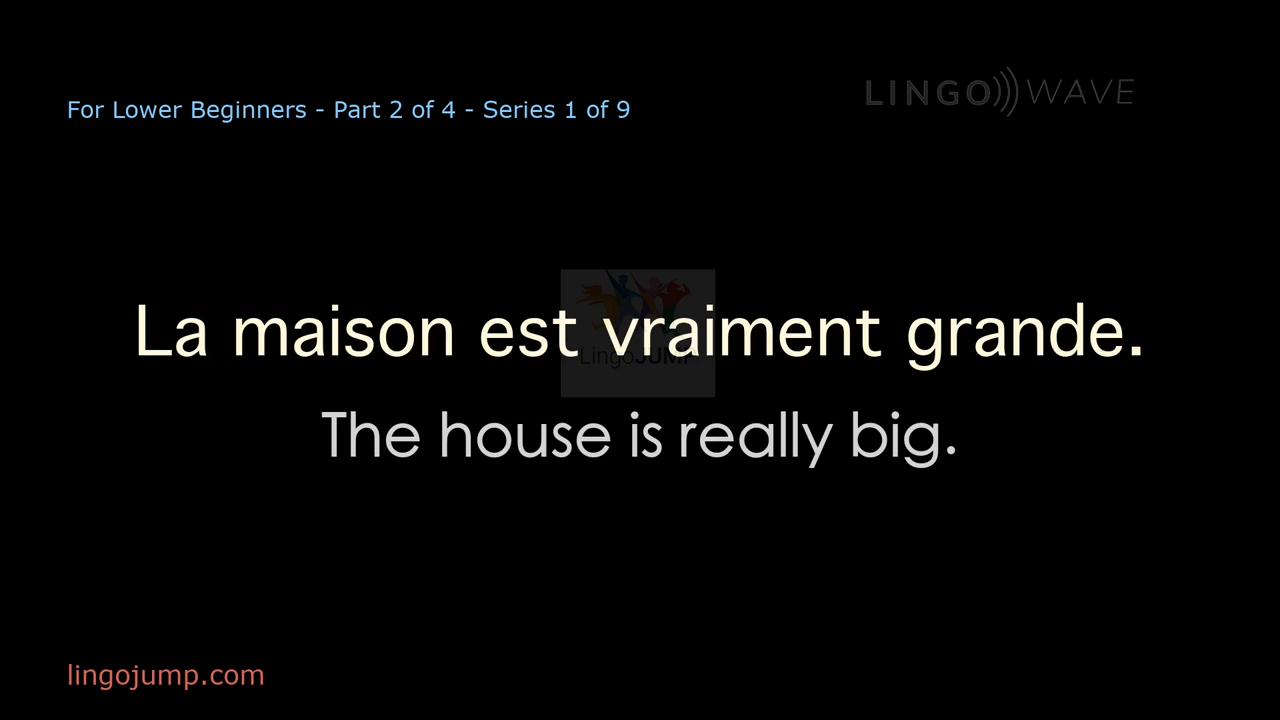 For Lower Beginners - Part 2 of 4 - Series 1 of 9
LINGO WAVE
La maison est vraiment grande.
LingoJUMP
The house is really big.
lingojump.com